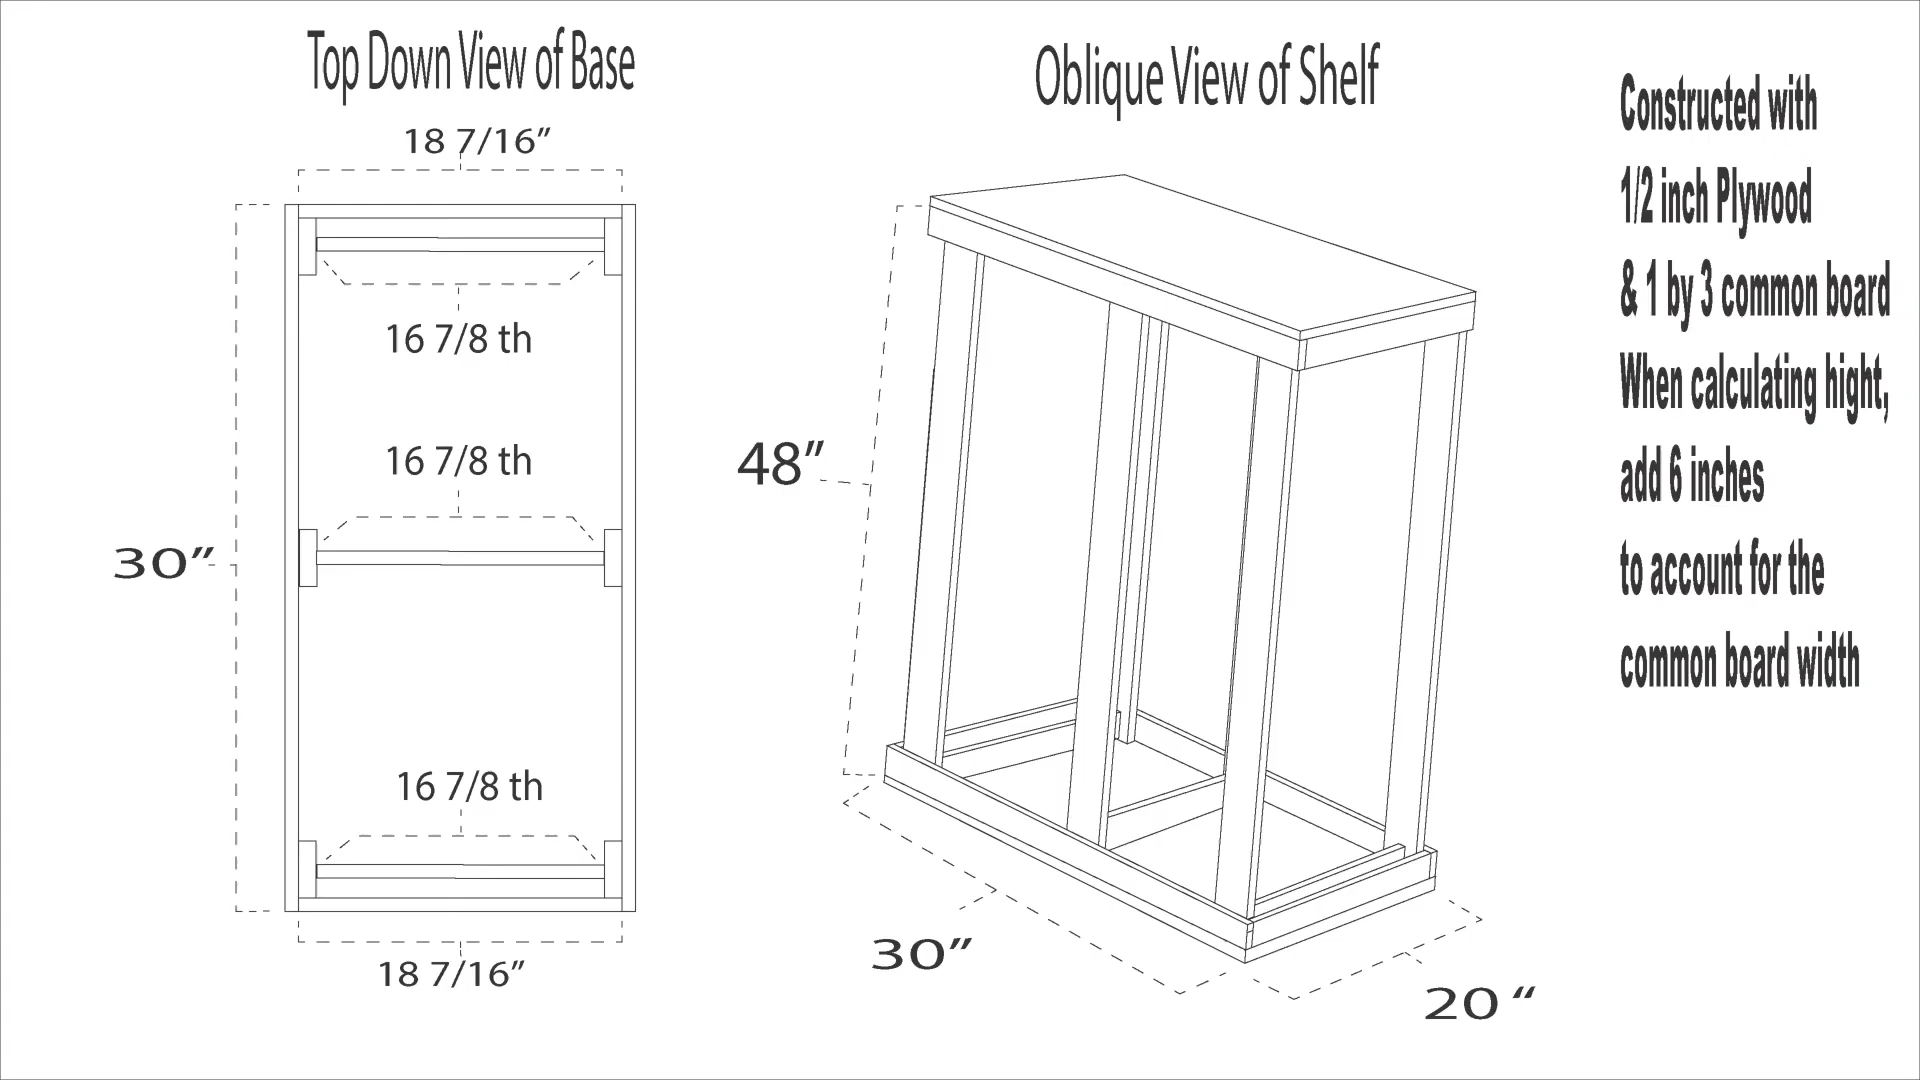 Top Down View of Base
18 7/16”
16 7/8 th
16 7/8 th
30”
16 7/8 th
18 7/16”
Oblique View of Shelf
48”
30”
20 “
Constructed with
1/2 inch Plywood
& 1 by 3 common board
When calculating hight,
add 6 inches
to account for the
common board width